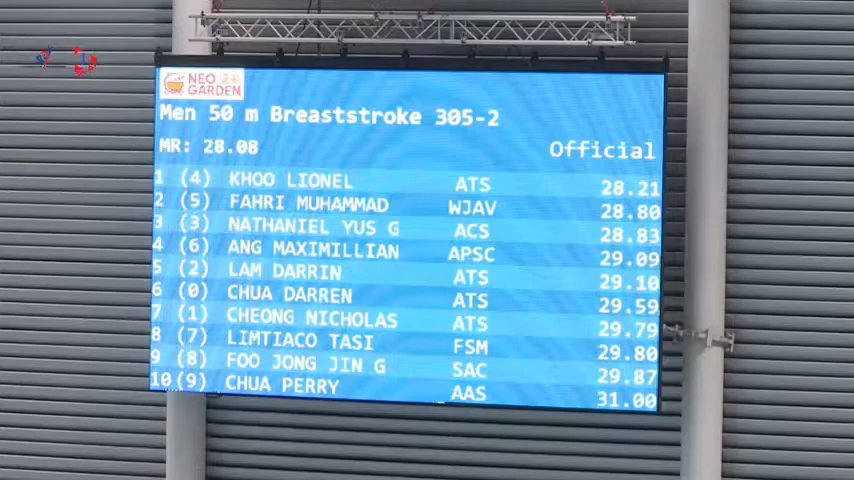 NEO
GARDEN
Men 50 m Breaststroke 305-2
MR: 28.08 Official
1 (4) KHOO LIONEL ATS 28.21
2 (5) FAHRI MUHAMMAD WJAV 28.80
3 (3) NATHANIEL YUS G ACS 28.83
4 (6) ANG MAXIMILLIAN APSC 29.09
5 (2) LAM DARRIN ATS 29.10
6 (0) CHUA DARREN ATS 29.59
7 (1) CHEONG NICHOLAS ATS 29.79
8 (7) LIMTIACO TASI FSM 29.80
9 (8) FOO JONG JIN G SAC 29.87
10 (9) CHUA PERRY AAS 31.00